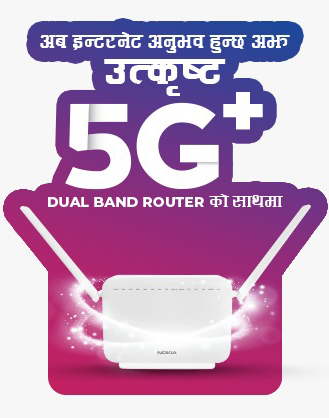 अब इन्टरनेट अनुभव हुन्छ अझ
उत्कृष्ट
5G+
DUAL BAND ROUTER को साथमा
NOKIA